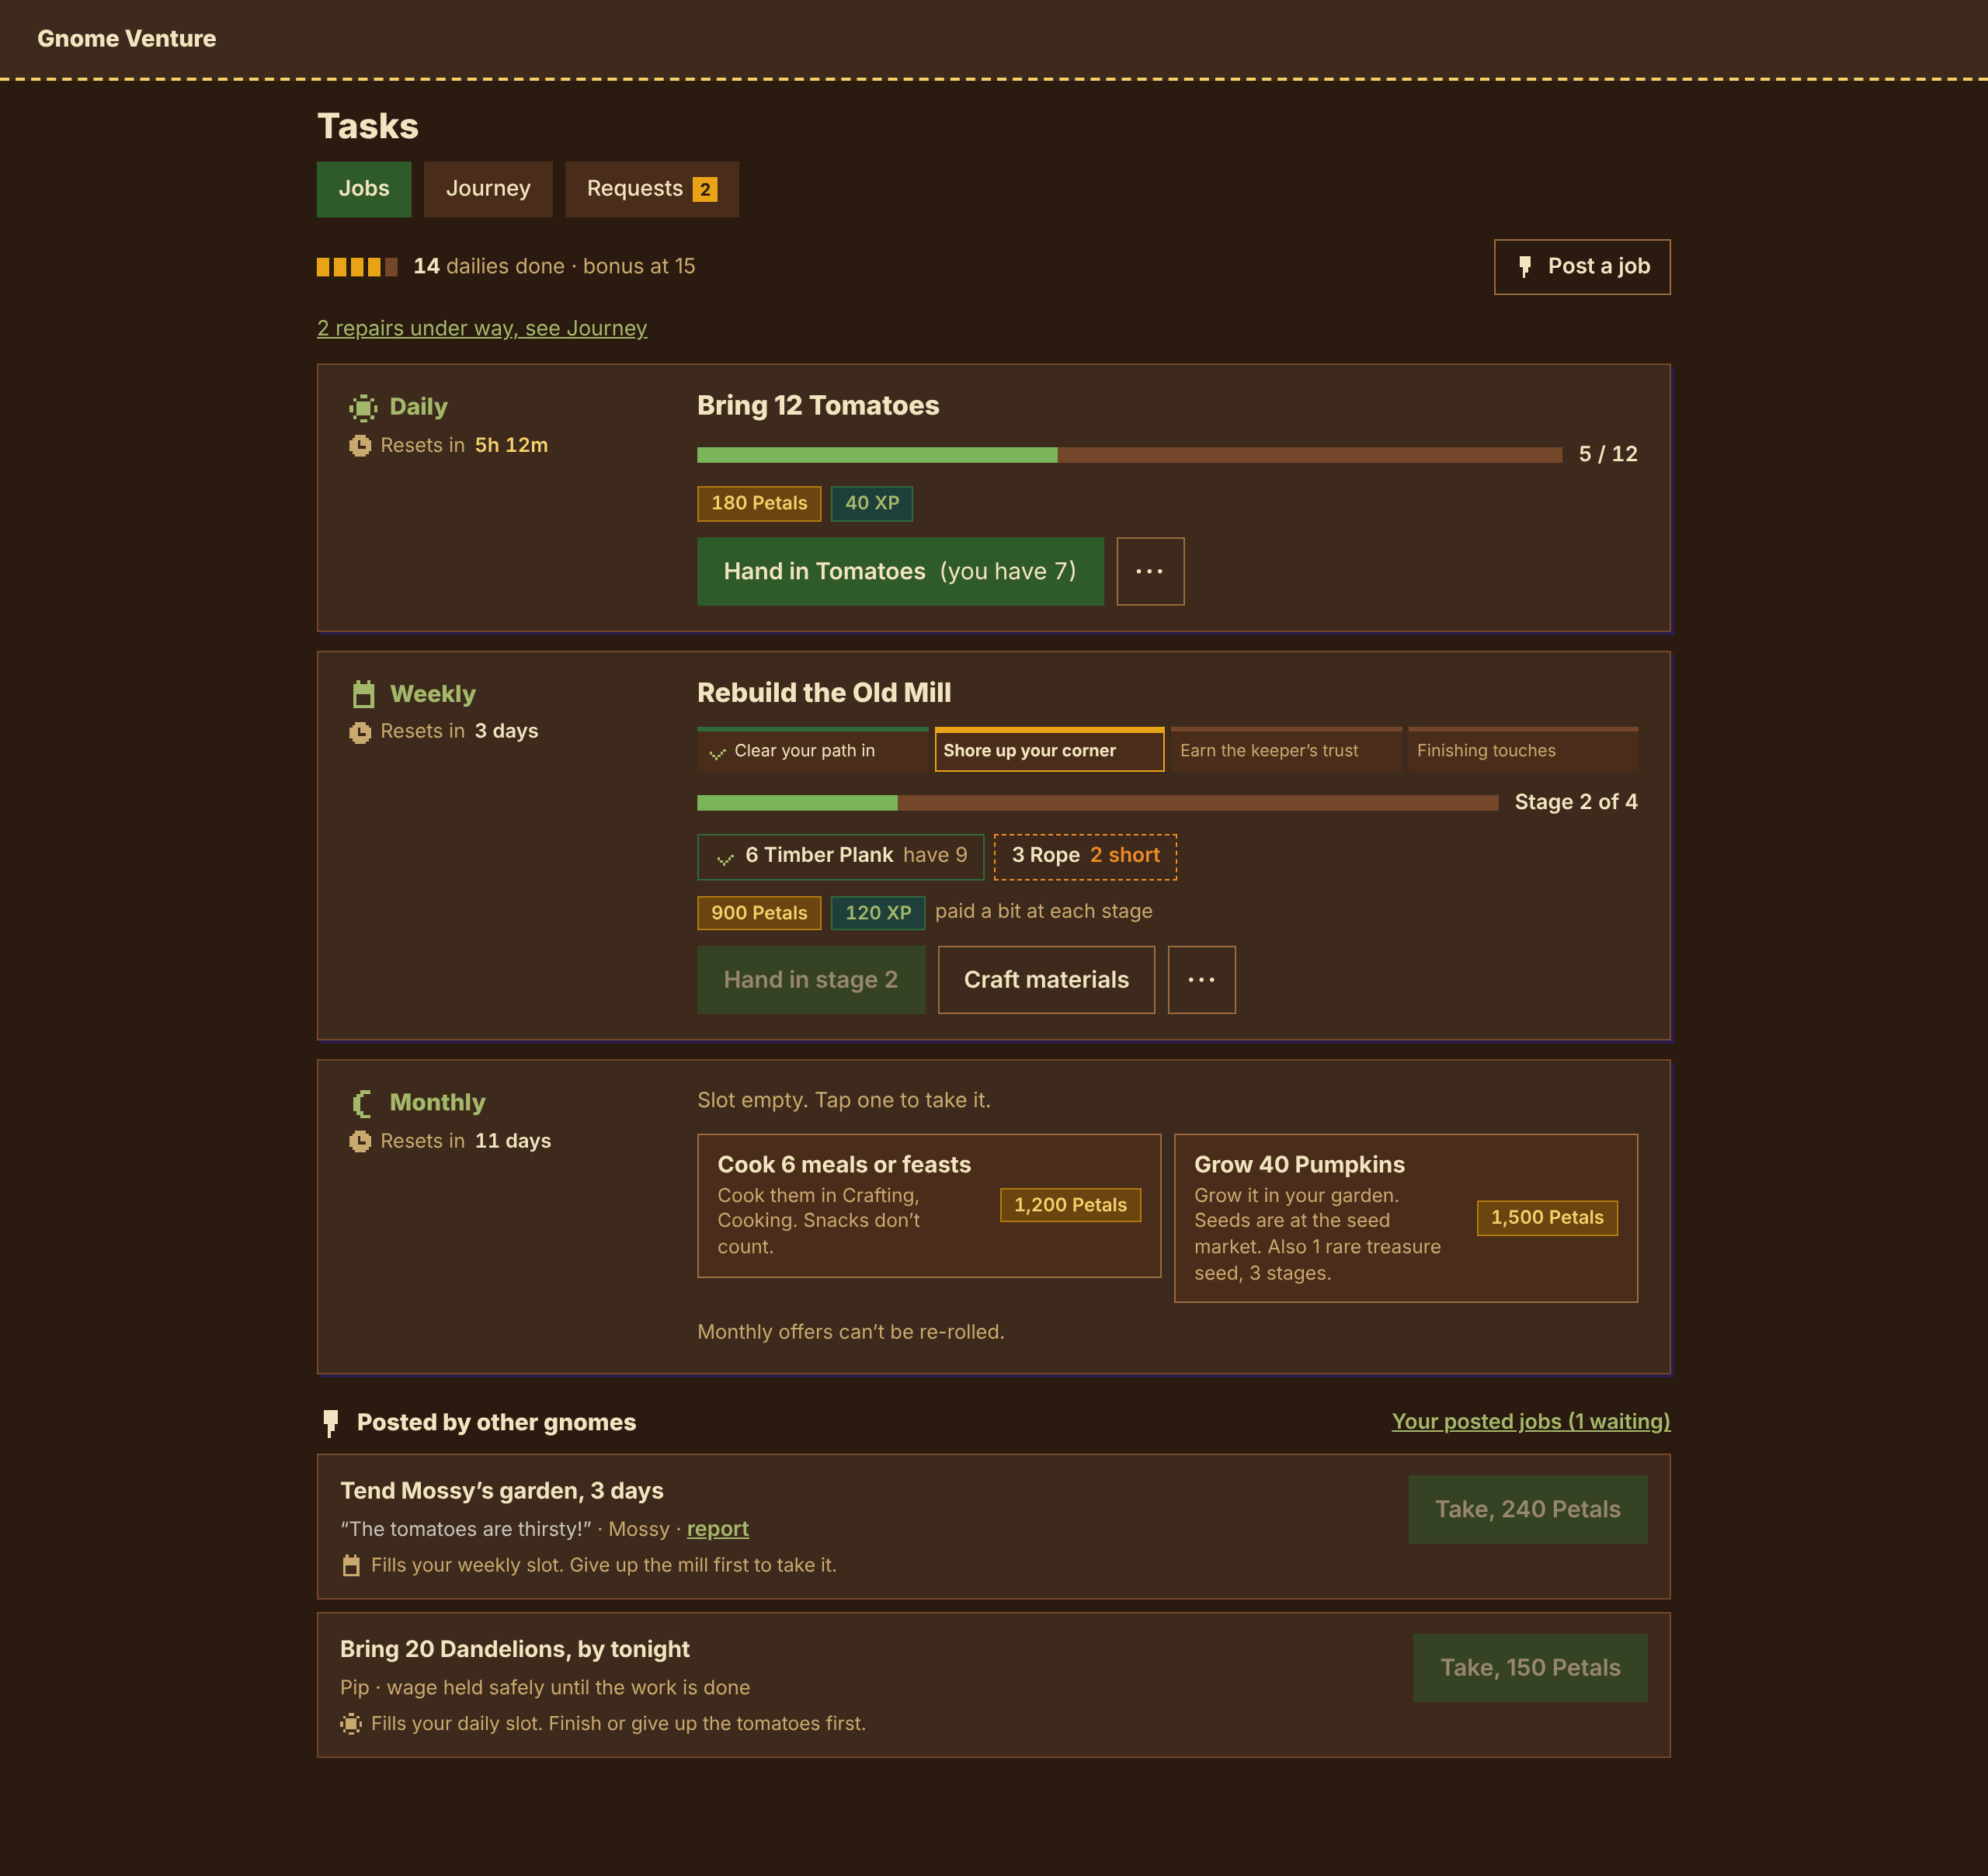 Gnome Venture
Tasks
Jobs
Journey
Requests 2
14 dailies done · bonus at 15
Post a job
2 repairs under way, see Journey
Daily
Resets in 5h 12m
Bring 12 Tomatoes
5 / 12
180 Petals
40 XP
Hand in Tomatoes (you have 7)
···
Weekly
Resets in 3 days
Rebuild the Old Mill
Clear your path in
Shore up your corner
Earn the keeper’s trust
Finishing touches
Stage 2 of 4
6 Timber Plank have 9
3 Rope 2 short
900 Petals
120 XP
paid a bit at each stage
Hand in stage 2
Craft materials
···
Monthly
Resets in 11 days
Slot empty. Tap one to take it.
Cook 6 meals or feasts
Cook them in Crafting,
Cooking. Snacks don’t
count.
1,200 Petals
Grow 40 Pumpkins
Grow it in your garden.
Seeds are at the seed
market. Also 1 rare treasure
seed, 3 stages.
1,500 Petals
Monthly offers can’t be re-rolled.
Posted by other gnomes
Your posted jobs (1 waiting)
Tend Mossy’s garden, 3 days
“The tomatoes are thirsty!” · Mossy · report
Fills your weekly slot. Give up the mill first to take it.
Take, 240 Petals
Bring 20 Dandelions, by tonight
Pip · wage held safely until the work is done
Fills your daily slot. Finish or give up the tomatoes first.
Take, 150 Petals